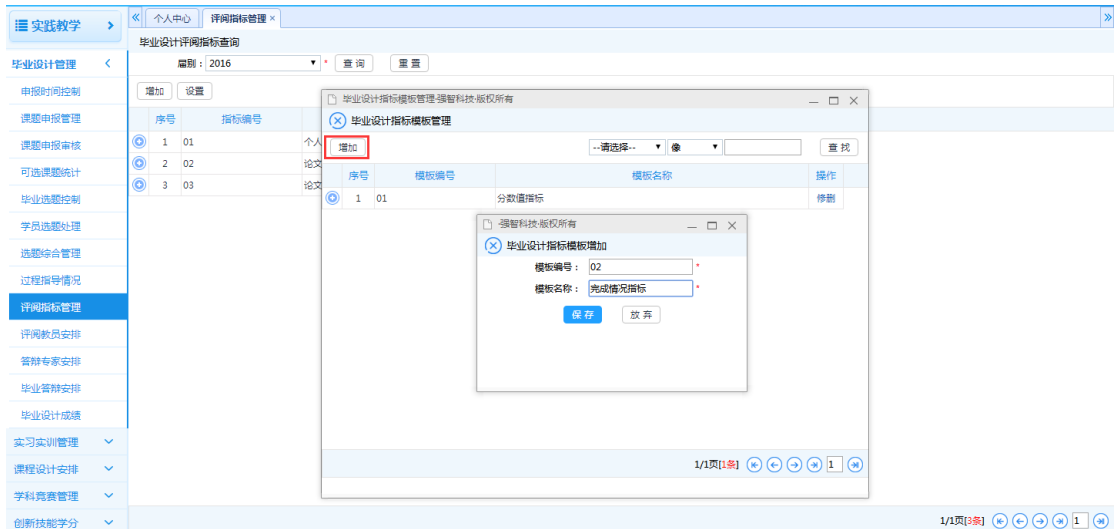 实践教学
毕业设计管理
申报时间控制
课题申报管理
课题申报审核
可选课题统计
毕业选题控制
学员选题处理
选题综合管理
过程指导情况
评阅指标管理
评阅教员安排
答辩专家安排
毕业答辩安排
毕业设计成绩
实习实训管理
课程设计安排
学科竞赛管理
创新技能学分
个人中心 评阅指标管理 ×
毕业设计评阅指标查询
届别：2016 * 查 询 重 置
增加 设置
序号 指标编号
1 01 个人
2 02 论文
3 03 论文
毕业设计指标模板管理-强智科技·版权所有
毕业设计指标模板管理
增加 --请选择-- 像 查 找
序号 模板编号 模板名称 操作
1 01 分数值指标 修删
-强智科技·版权所有
毕业设计指标模板增加
模板编号： 02 *
模板名称： 完成情况指标 *
保 存 放 弃
1/1页[1条] 1
1/1页[3条] 1